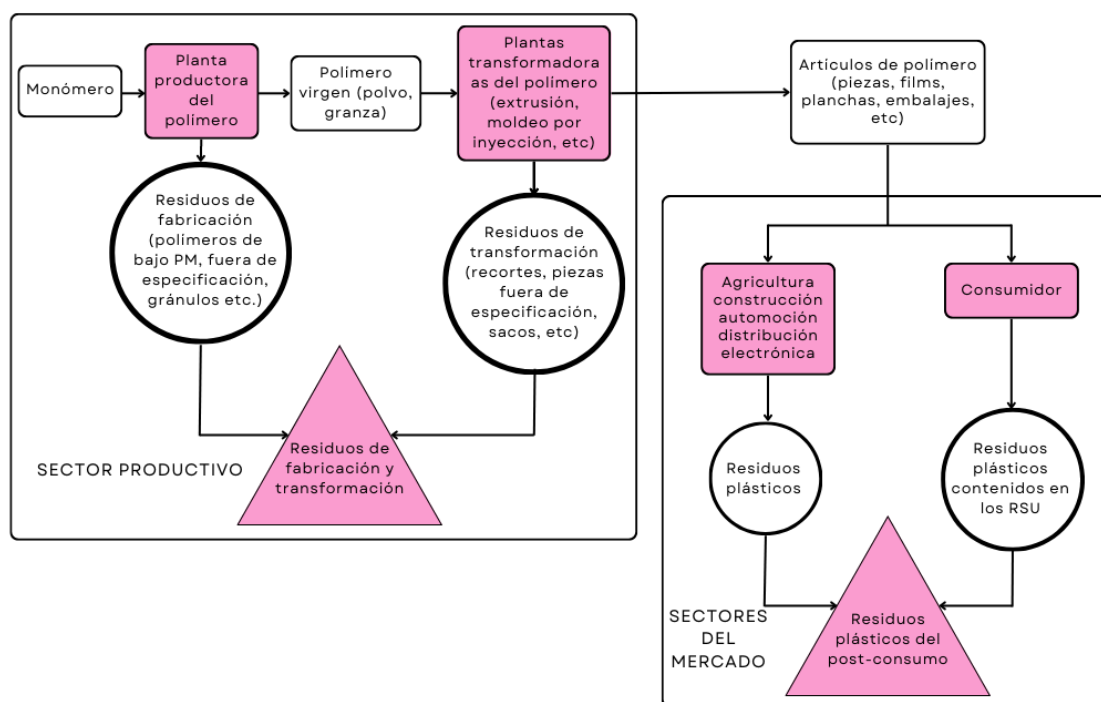 Monómero
Planta
productora
del
polímero
Polímero
virgen (polvo,
granza)
Plantas
transformadora
as del polímero
(extrusión,
moldeo por
inyección, etc)
Artículos de polímero
(piezas, films,
planchas, embalajes,
etc)
Residuos de
fabricación
(polímeros de
bajo PM, fuera de
especificación,
gránulos etc.)
Residuos de
transformación
(recortes, piezas
fuera de
especificación,
sacos, etc)
Residuos de
fabricación y
transformación
SECTOR PRODUCTIVO
Agricultura
construcción
automoción
distribución
electrónica
Consumidor
Residuos
plásticos
Residuos
plásticos
contenidos en
los RSU
Residuos
plásticos del
post-consumo
SECTORES
DEL
MERCADO